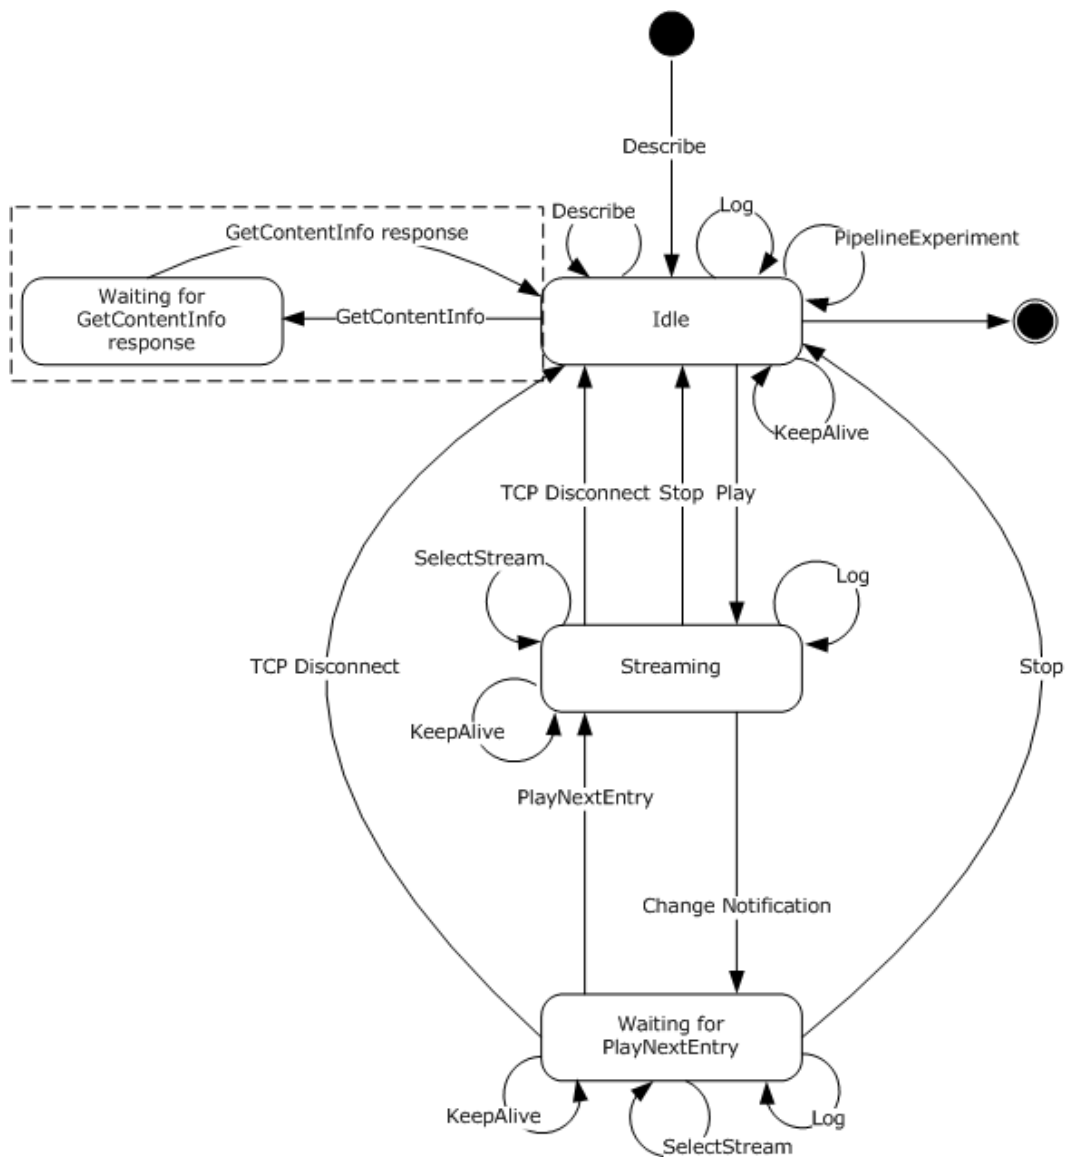 Describe
Describe
Log
GetContentInfo response
PipelineExperiment
Waiting for
GetContentInfo
response
GetContentInfo
Idle
KeepAlive
TCP Disconnect
Stop
Play
SelectStream
Log
TCP Disconnect
Streaming
Stop
KeepAlive
PlayNextEntry
Change Notification
Waiting for
PlayNextEntry
KeepAlive
Log
SelectStream